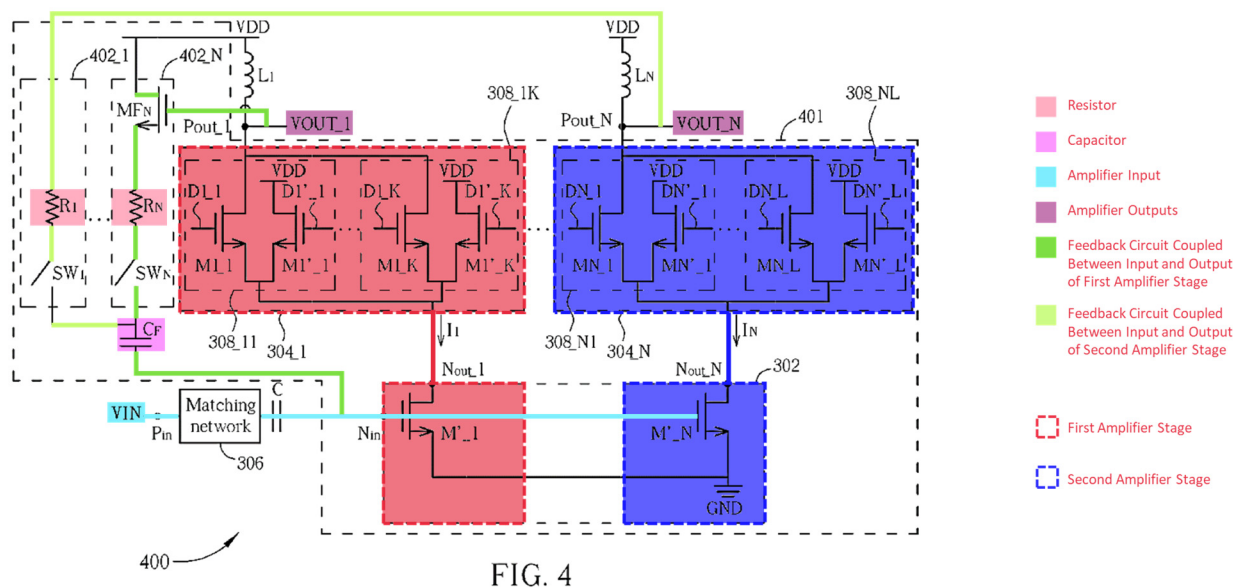 VDD
VDD
402_1
402_N
L1
LN
MFN
308_1K
308_NL
Pout_1
VOUT_1
Pout_N
VOUT_N
401
VDD
VDD
VDD
VDD
D1_1
D1'_1
D1_K
D1'_K
DN_1
DN'_1
DN_L
DN'_L
R1
RN
M1_1
M1'_1
M1_K
M1'_K
MN_1
MN'_1
MN_L
MN'_L
SW1
SWN
CF
308_11
304_1
I1
308_N1
304_N
IN
Nout_1
Nout_N
302
VIN
Pin
Matching
network
C
Nin
M'_1
M'_N
306
GND
400
FIG. 4
Resistor
Capacitor
Amplifier Input
Amplifier Outputs
Feedback Circuit Coupled
Between Input and Output
of First Amplifier Stage
Feedback Circuit Coupled
Between Input and Output
of Second Amplifier Stage
First Amplifier Stage
Second Amplifier Stage